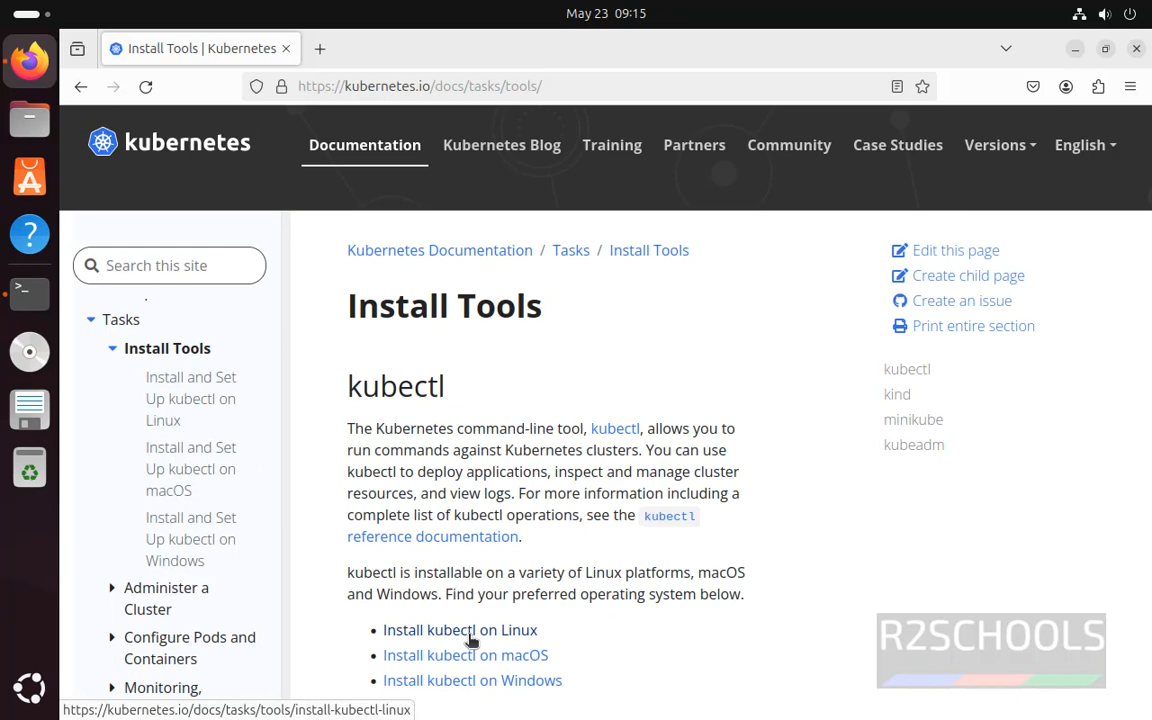 May 23 09:15
Install Tools | Kubernetes
https://kubernetes.io/docs/tasks/tools/
kubernetes
Documentation
Kubernetes Blog
Training
Partners
Community
Case Studies
Versions
English
Search this site
Tasks
Install Tools
Install and Set
Up kubectl on
Linux
Install and Set
Up kubectl on
macOS
Install and Set
Up kubectl on
Windows
Administer a
Cluster
Configure Pods and
Containers
Monitoring,
Kubernetes Documentation / Tasks / Install Tools
Install Tools
kubectl
The Kubernetes command-line tool, kubectl, allows you to
run commands against Kubernetes clusters. You can use
kubectl to deploy applications, inspect and manage cluster
resources, and view logs. For more information including a
complete list of kubectl operations, see the kubectl
reference documentation.
kubectl is installable on a variety of Linux platforms, macOS
and Windows. Find your preferred operating system below.
• Install kubectl on Linux
• Install kubectl on macOS
• Install kubectl on Windows
Edit this page
Create child page
Create an issue
Print entire section
kubectl
kind
minikube
kubeadm
R2SCHOOLS
https://kubernetes.io/docs/tasks/tools/install-kubectl-linux